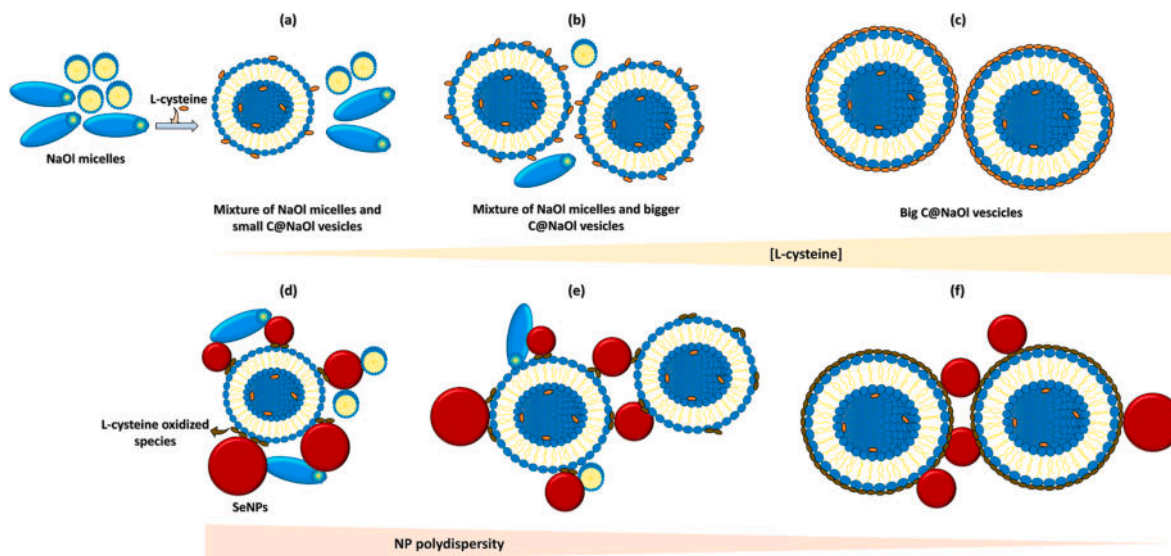 (a)
(b)
(c)
L-cysteine
NaOl micelles
Mixture of NaOl micelles and
small C@NaOl vesicles
Mixture of NaOl micelles and bigger
C@NaOl vesicles
Big C@NaOl vescicles
[L-cysteine]
(d)
(e)
(f)
L-cysteine oxidized
species
SeNPs
NP polydispersity